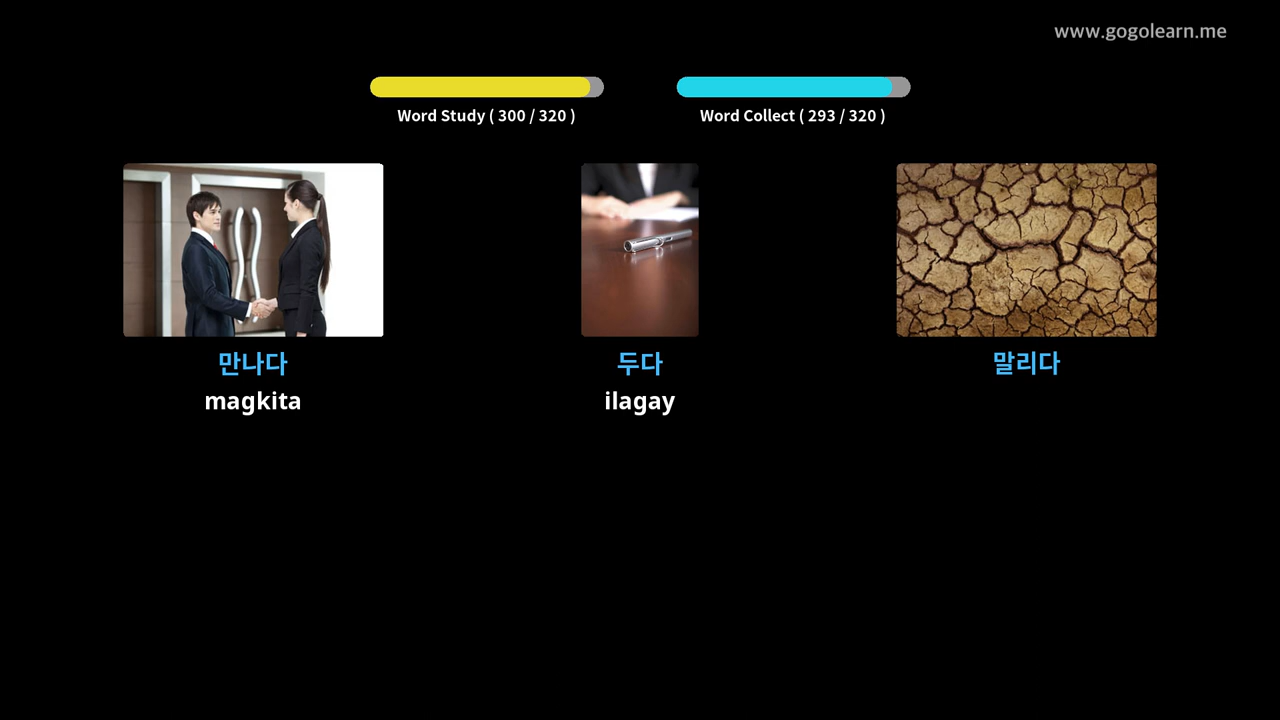 www.gogolearn.me
Word Study ( 300 / 320 )
Word Collect ( 293 / 320 )
만나다
두다
말리다
magkita
ilagay